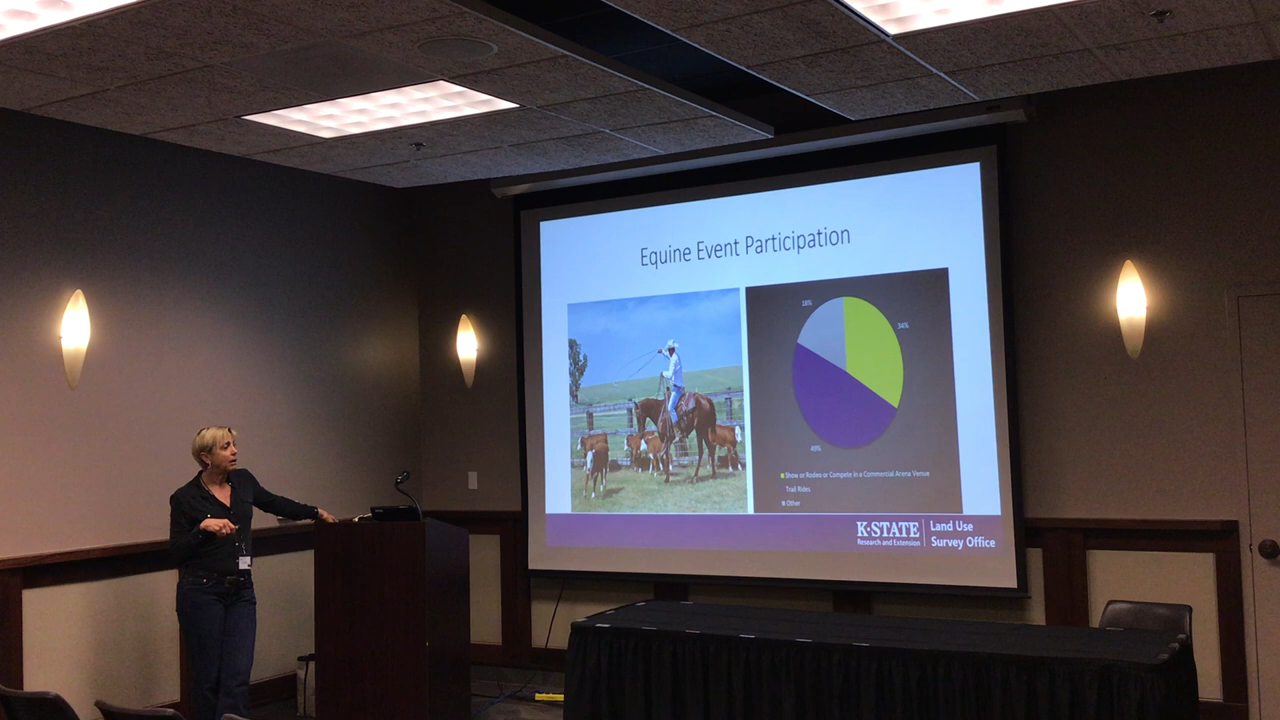 Equine Event Participation
18%
34%
49%
Show or Rodeo or Compete in a Commercial Arena Venue
Trail Rides
Other
K-STATE
Research and Extension
Land Use
Survey Office